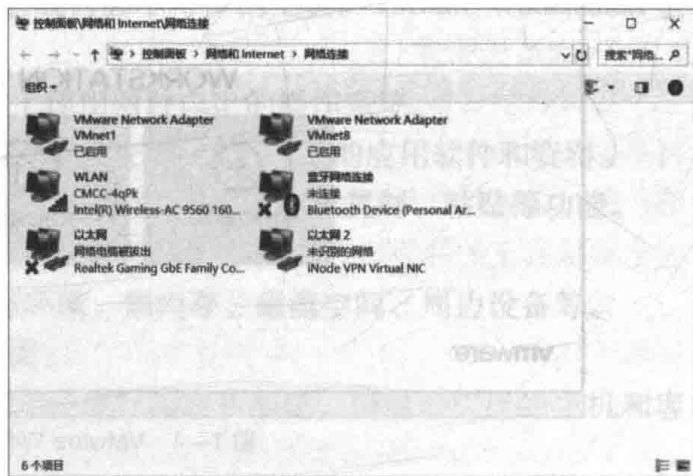 控制面板\网络和 Internet\网络连接
控制面板 > 网络和 Internet > 网络连接
搜索"网络...
组织
VMware Network Adapter
VMnet1
已启用
VMware Network Adapter
VMnet8
已启用
WLAN
CMCC-4qPk
Intel(R) Wireless-AC 9560 160...
蓝牙网络连接
未连接
Bluetooth Device (Personal Ar...
以太网
网络电缆被拔出
Realtek Gaming GbE Family Co...
以太网 2
未识别的网络
iNode VPN Virtual NIC
6 个项目